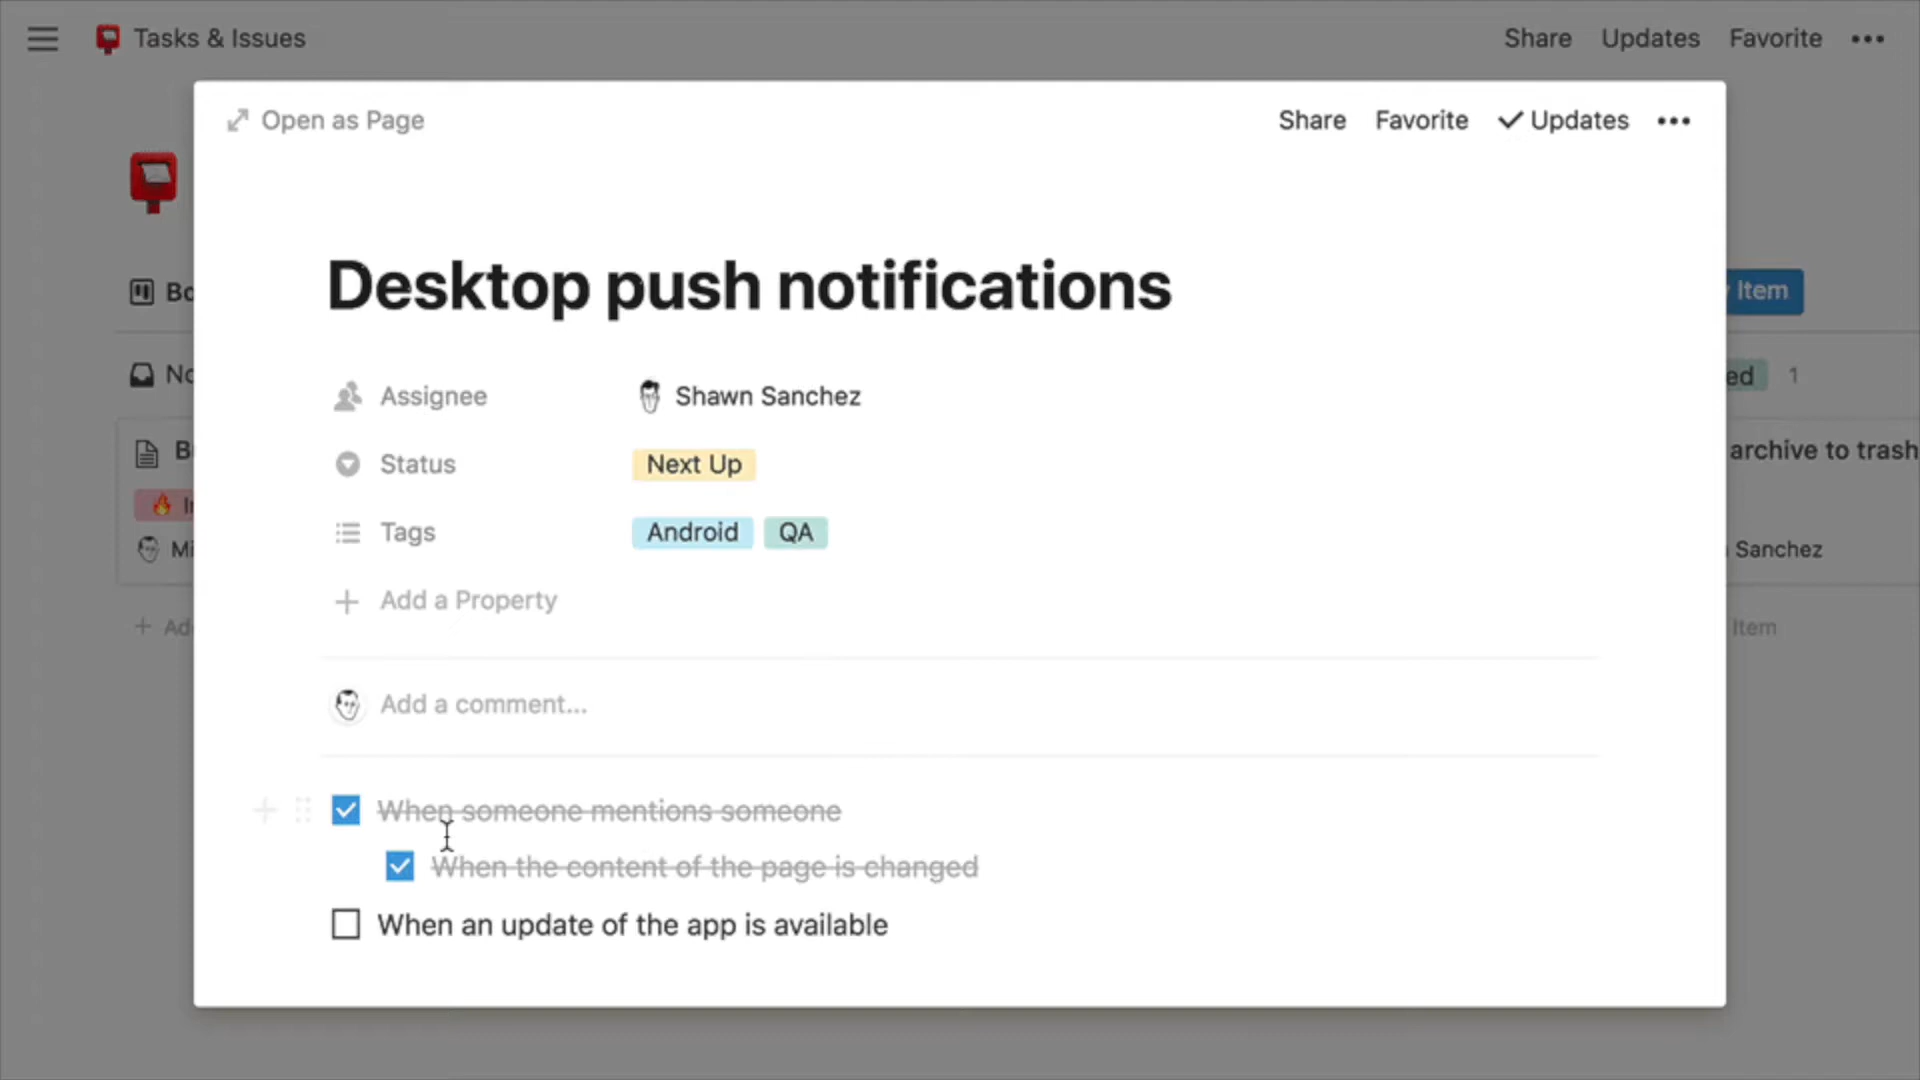 Tasks & Issues
Share Updates Favorite
Open as Page
Share Favorite Updates
Desktop push notifications
Item
Assignee Shawn Sanchez
1
Status Next Up
archive to trash
Tags Android QA
Sanchez
Add a Property
Item
Add a comment...
When someone mentions someone
When the content of the page is changed
When an update of the app is available